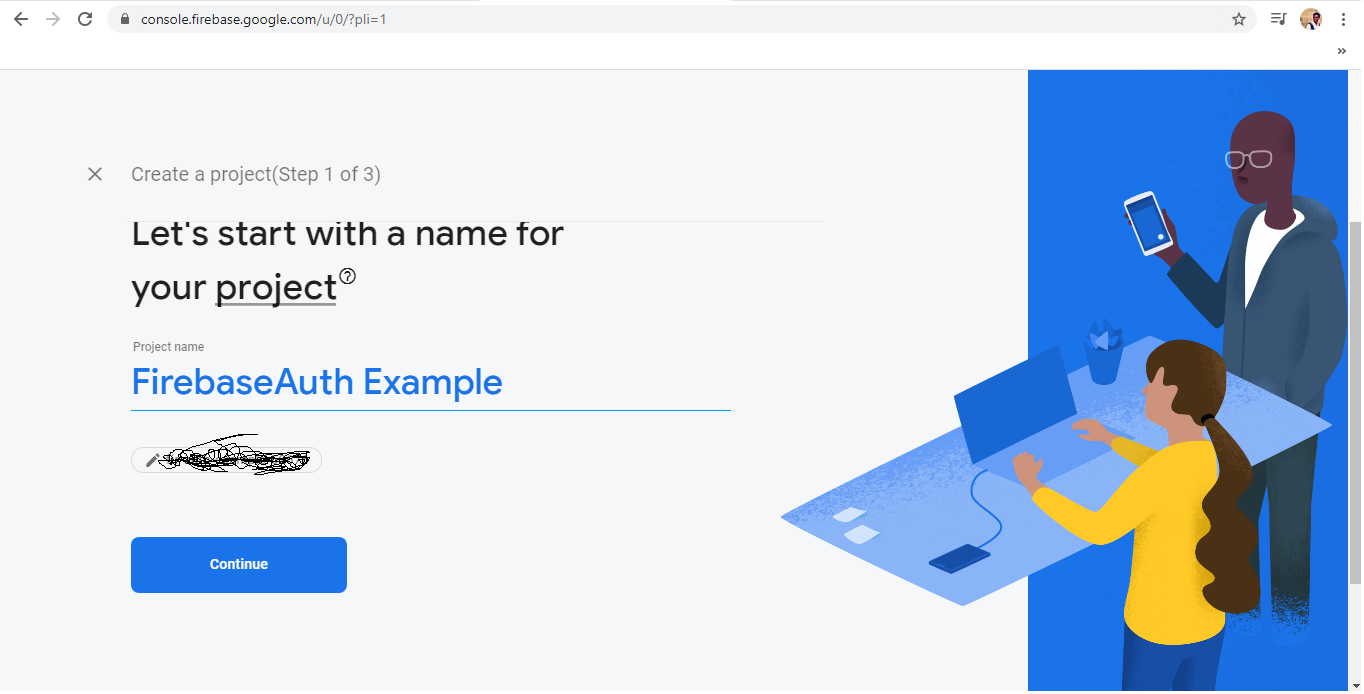 console.firebase.google.com/u/0/?pli=1
»
Create a project(Step 1 of 3)
Let's start with a name for
your project?
Project name
FirebaseAuth Example
Continue